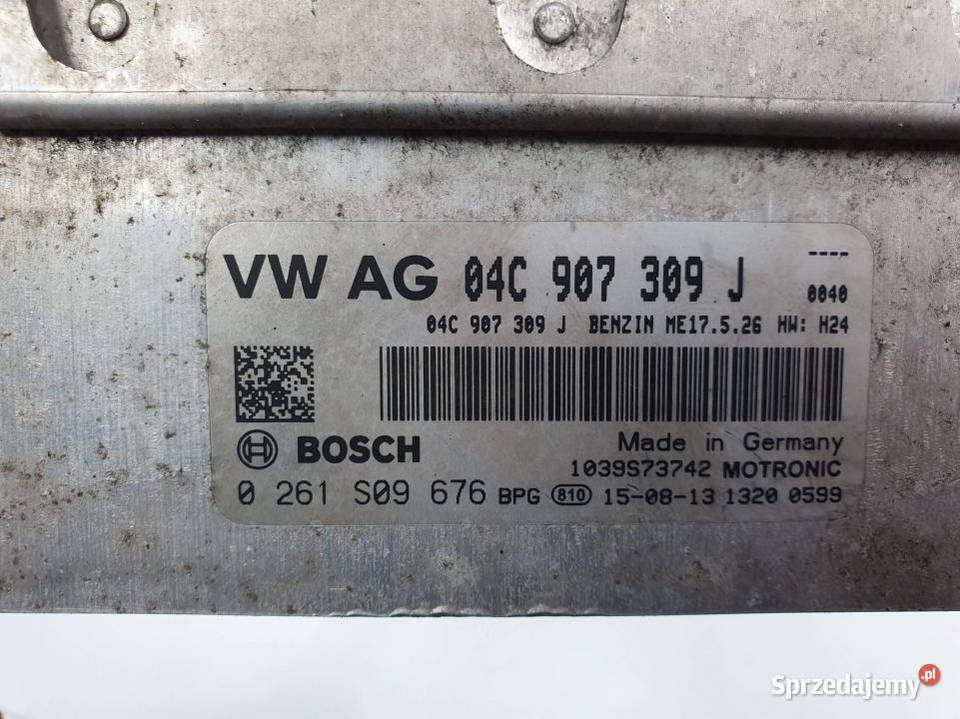 VW AG 04C 907 309 J ----
0040
04C 907 309 J BENZIN ME17.5.26 HW: H24
BOSCH Made in Germany
1039S73742 MOTRONIC
0 261 S09 676 BPG 810 15-08-13 1320 0599
Sprzedajemy.pl